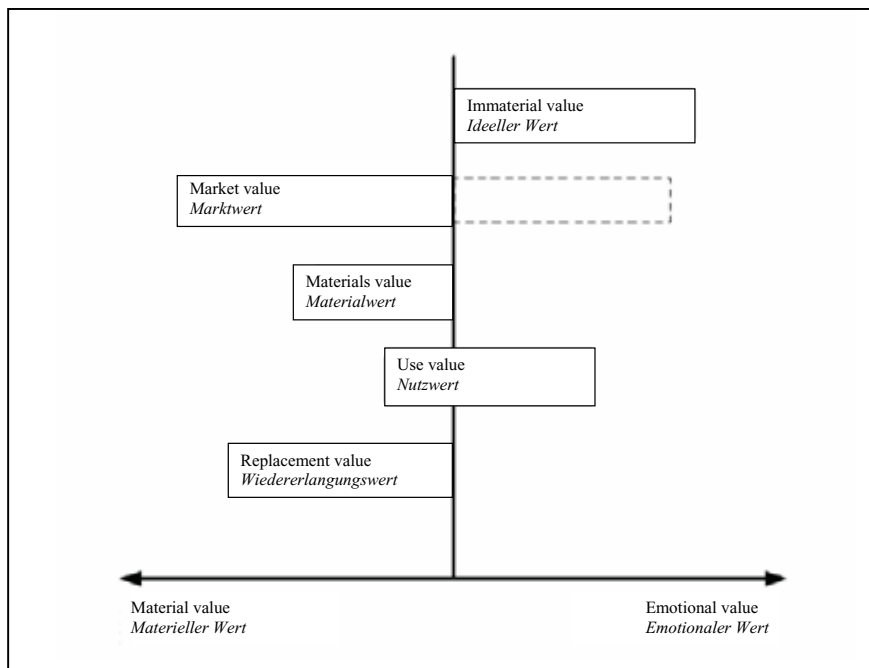 Immaterial value
Ideeller Wert
Market value
Marktwert
Materials value
Materialwert
Use value
Nutzwert
Replacement value
Wiedererlangungswert
Material value
Materieller Wert
Emotional value
Emotionaler Wert